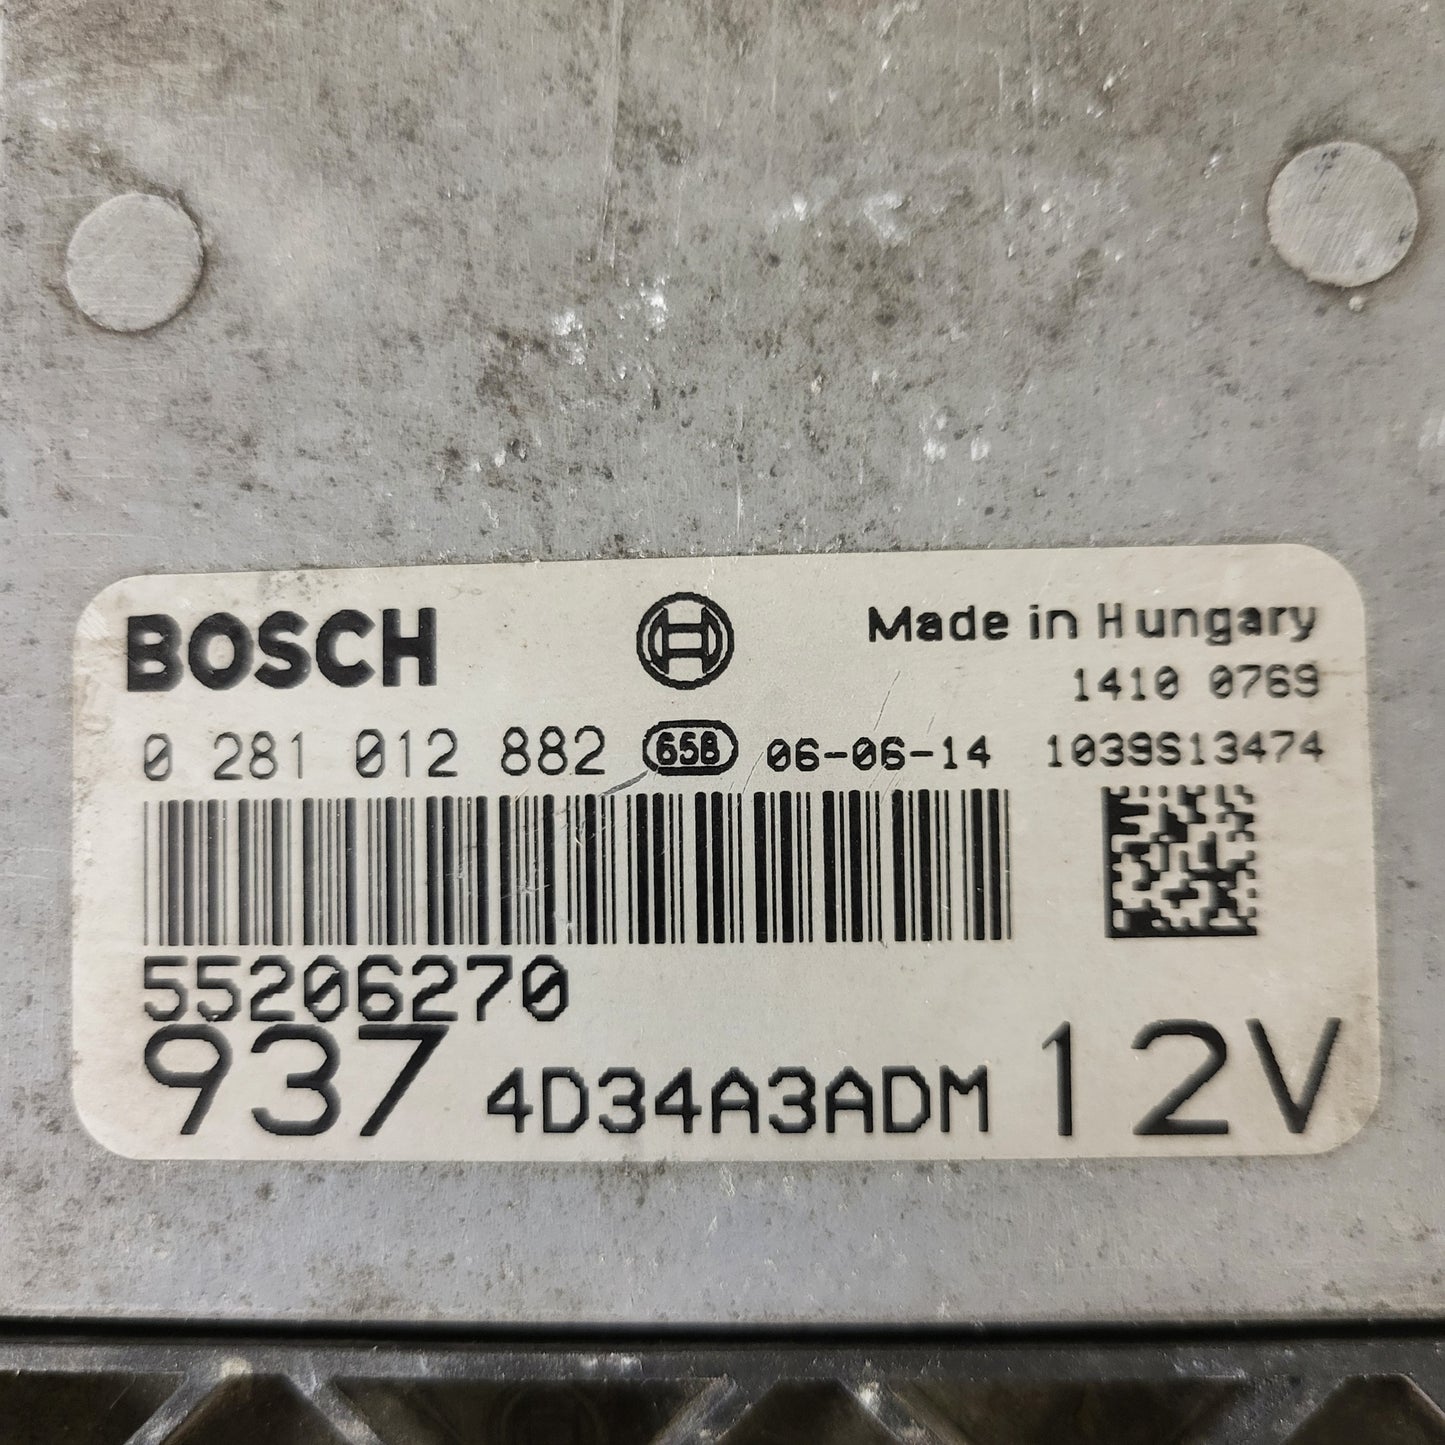 BOSCH
Made in Hungary
1410 0769
0 281 012 882 658 06-06-14 1039S13474
55206270
937 4D34A3ADM 12V